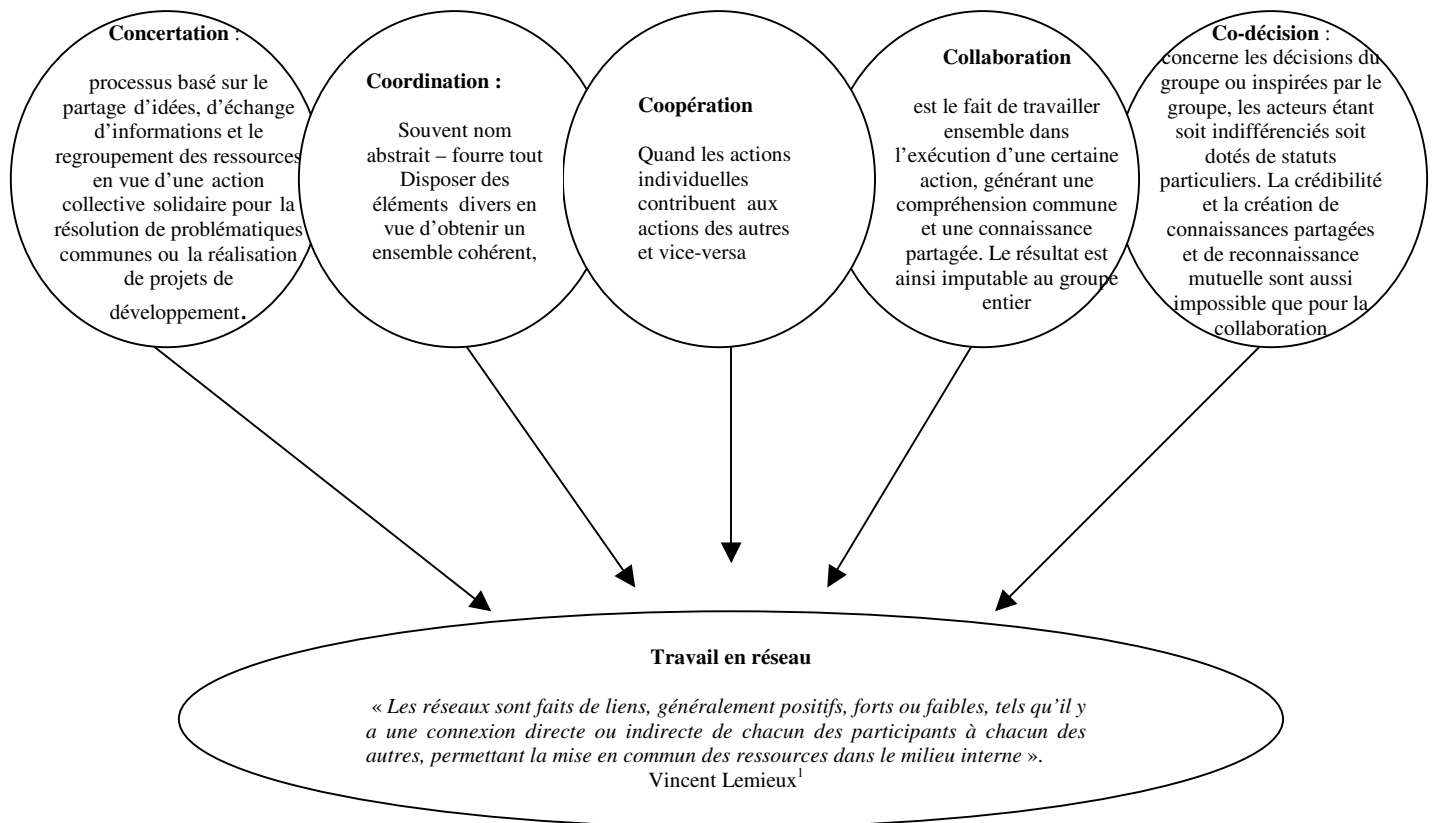 Concertation :
processus basé sur le
partage d'idées, d'échange
d'informations et le
regroupement des ressources
en vue d'une action
collective solidaire pour la
résolution de problématiques
communes ou la réalisation
de projets de
développement.
Coordination :
Souvent nom
abstrait – fourre tout
Disposer des
éléments divers en
vue d'obtenir un
ensemble cohérent,
Coopération
Quand les actions
individuelles
contribuent aux
actions des autres
et vice-versa
Collaboration
est le fait de travailler
ensemble dans
l'exécution d'une certaine
action, générant une
compréhension commune
et une connaissance
partagée. Le résultat est
ainsi imputable au groupe
entier
Co-décision :
concerne les décisions du
groupe ou inspirées par le
groupe, les acteurs étant
soit indifférenciés soit
dotés de statuts
particuliers. La crédibilité
et la création de
connaissances partagées
et de reconnaissance
mutuelle sont aussi
impossible que pour la
collaboration
Travail en réseau
« Les réseaux sont faits de liens, généralement positifs, forts ou faibles, tels qu'il y
a une connexion directe ou indirecte de chacun des participants à chacun des
autres, permettant la mise en commun des ressources dans le milieu interne ».
Vincent Lemieux1